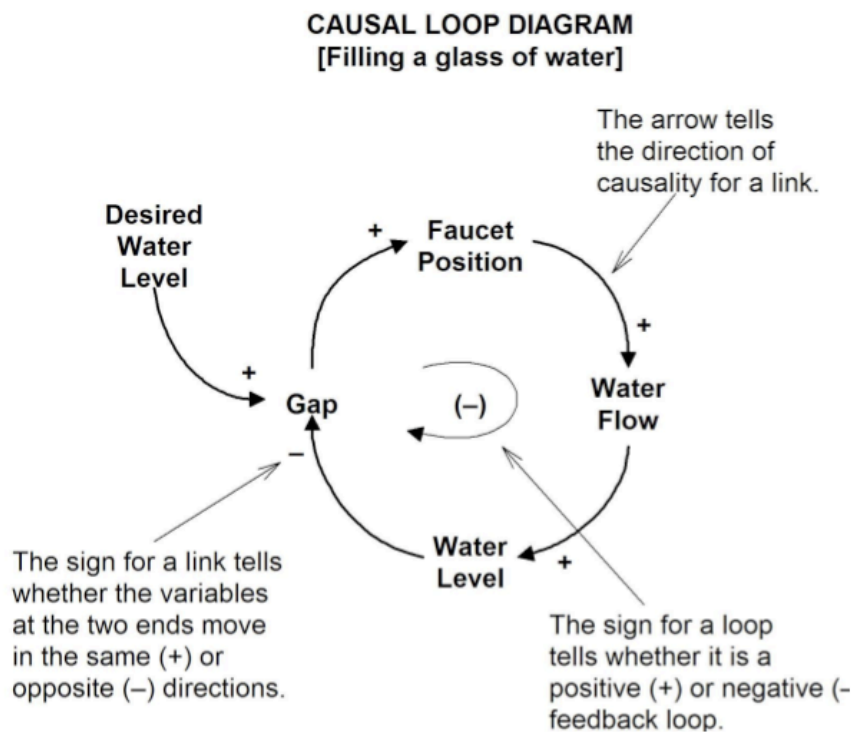 CAUSAL LOOP DIAGRAM
[Filling a glass of water]
The arrow tells
the direction of
causality for a link.
Desired
Water
Level
+
Faucet
Position
+
+
Gap
(–)
Water
Flow
–
Water
Level
+
The sign for a link tells
whether the variables
at the two ends move
in the same (+) or
opposite (–) directions.
The sign for a loop
tells whether it is a
positive (+) or negative (–
feedback loop.